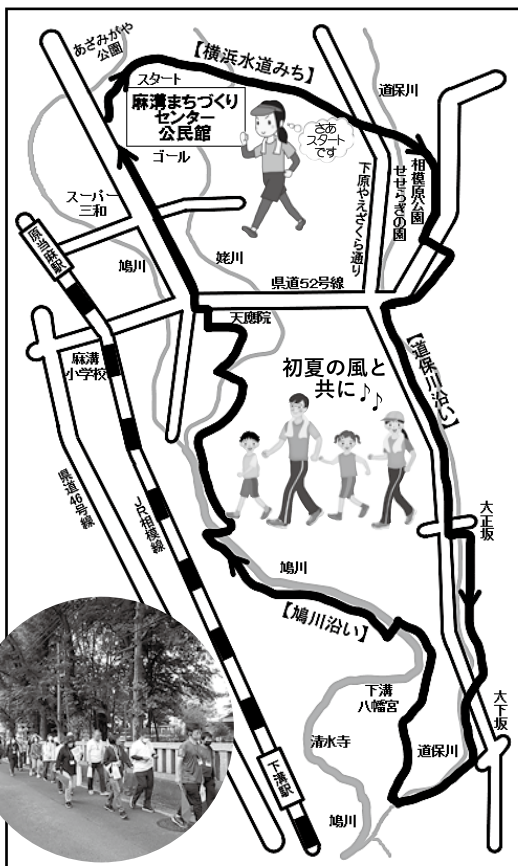 あざみがや
公園
スタート
【横浜水道みち】
麻溝まちづくり
センター
公民館
ゴール
さあ
スタート
です
道保川
相模原公園
せせらぎの園
下原やえざくら通り
スーパー
三和
原当麻駅
鳩川
姥川
県道52号線
天應院
麻溝
小学校
初夏の風と
共に♪♪
【道保川沿い】
県道46号線
JR相模線
大正坂
鳩川
【鳩川沿い】
下溝
八幡宮
大下坂
清水寺
道保川
下溝駅
鳩川